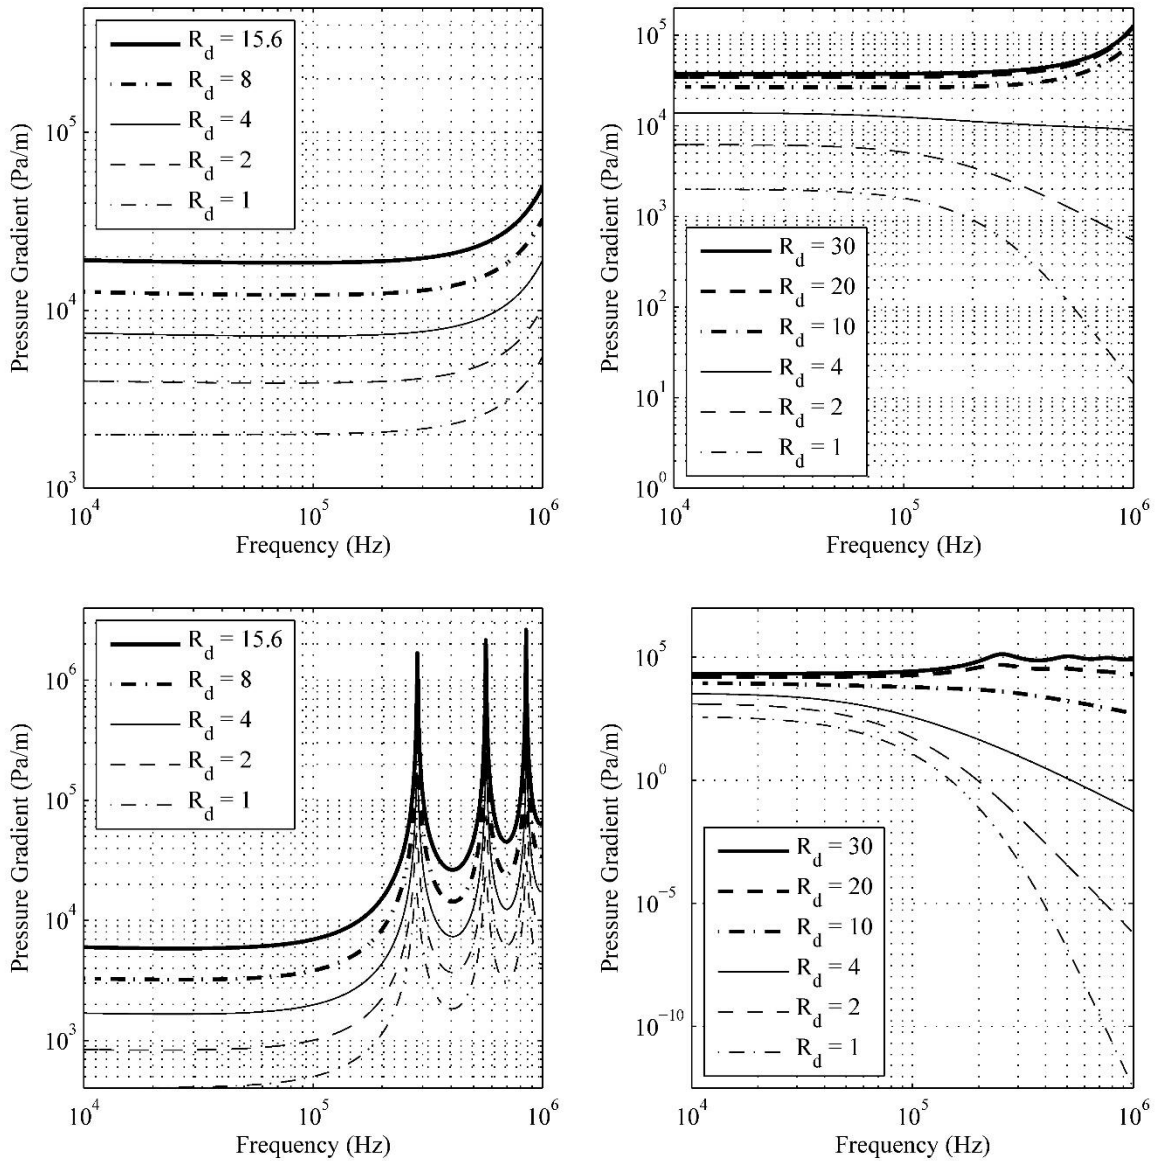 R_d = 15.6
R_d = 8
R_d = 4
R_d = 2
R_d = 1
10^5
10^4
10^3
Pressure Gradient (Pa/m)
10^4 10^5 10^6
Frequency (Hz)
10^5
10^4
10^3
10^2
10^1
10^0
Pressure Gradient (Pa/m)
R_d = 30
R_d = 20
R_d = 10
R_d = 4
R_d = 2
R_d = 1
10^4 10^5 10^6
Frequency (Hz)
R_d = 15.6
R_d = 8
R_d = 4
R_d = 2
R_d = 1
10^6
10^5
10^4
10^3
Pressure Gradient (Pa/m)
10^4 10^5 10^6
Frequency (Hz)
10^5
10^0
10^-5
10^-10
Pressure Gradient (Pa/m)
R_d = 30
R_d = 20
R_d = 10
R_d = 4
R_d = 2
R_d = 1
10^4 10^5 10^6
Frequency (Hz)